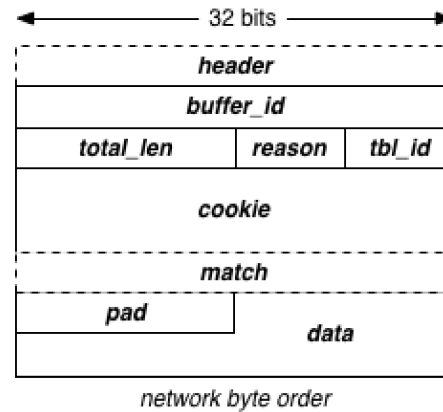 32 bits
header
buffer_id
total_len reason tbl_id
cookie
match
pad
data
network byte order